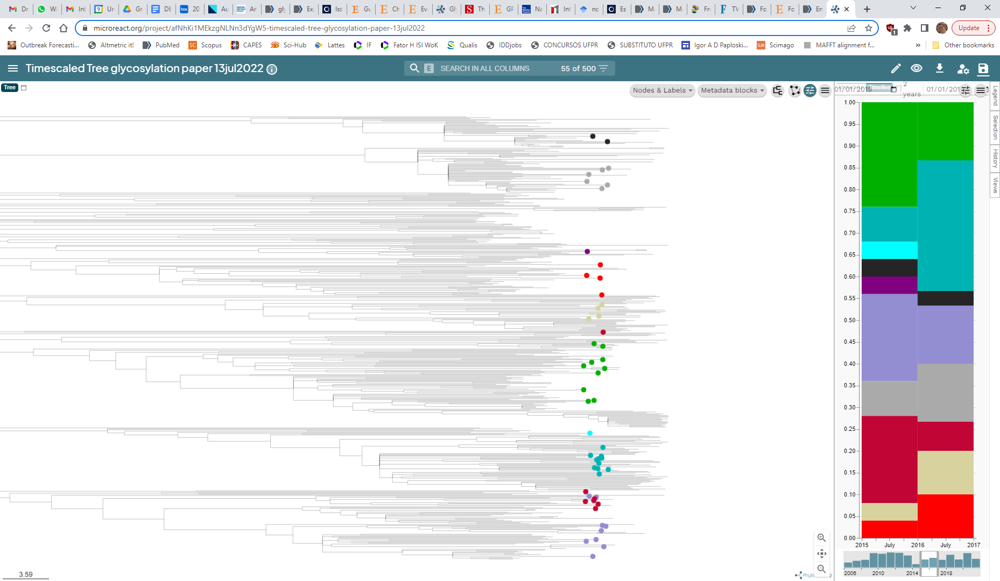 Dr
W
Inb
Ur
Gr
DE
box 20
Au
Ar
gly
Ex
Iss
Gu
Ch
Ev
Gly
Th
GF
Na
Int
nc
Es
M
Ma
Fro
TV
Fo
Fo
En
microreact.org/project/afNhKi1MEkzgNLNn3dYgW5-timescaled-tree-glycosylation-paper-13jul2022
1
Update
Outbreak Forecasti...
Altmetric it!
PubMed
SC Scopus
CAPES
Sci-Hub
Lattes
IF
Fator H ISI WoK
Qualis
IDDjobs
CONCURSOS UFPR
SUBSTITUTO UFPR
Igor A D Paploski...
SJR Scimago
MAFFT alignment f...
»
Other bookmarks
Timescaled Tree glycosylation paper 13jul2022
E SEARCH IN ALL COLUMNS 55 of 500
Tree
Nodes & Labels
Metadata blocks
01/01/2015
Timeline
2 years
01/01/201
Legend
Selection
History
Views
1.00
0.95
0.90
0.85
0.80
0.75
0.70
0.65
0.60
0.55
0.50
0.45
0.40
0.35
0.30
0.25
0.20
0.15
0.10
0.05
0.00
2015 July 2016 July 2017
2006 2010 2014 2018
3.59